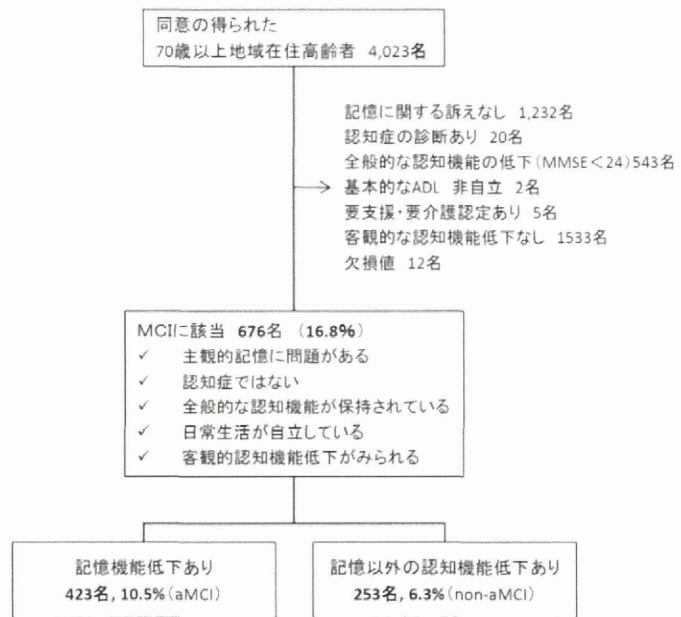 同意の得られた
70歳以上地域在住高齢者 4,023名
記憶に関する訴えなし 1,232名
認知症の診断あり 20名
全般的な認知機能の低下(MMSE<24)543名
基本的なADL 非自立 2名
要支援・要介護認定あり 5名
客観的な認知機能低下なし 1533名
欠損値 12名
MCIに該当 676名 (16.8%)
✓ 主観的記憶に問題がある
✓ 認知症ではない
✓ 全般的な認知機能が保持されている
✓ 日常生活が自立している
✓ 客観的認知機能低下がみられる
記憶機能低下あり
423名, 10.5%(aMCI)
記憶以外の認知機能低下あり
253名, 6.3%(non-aMCI)